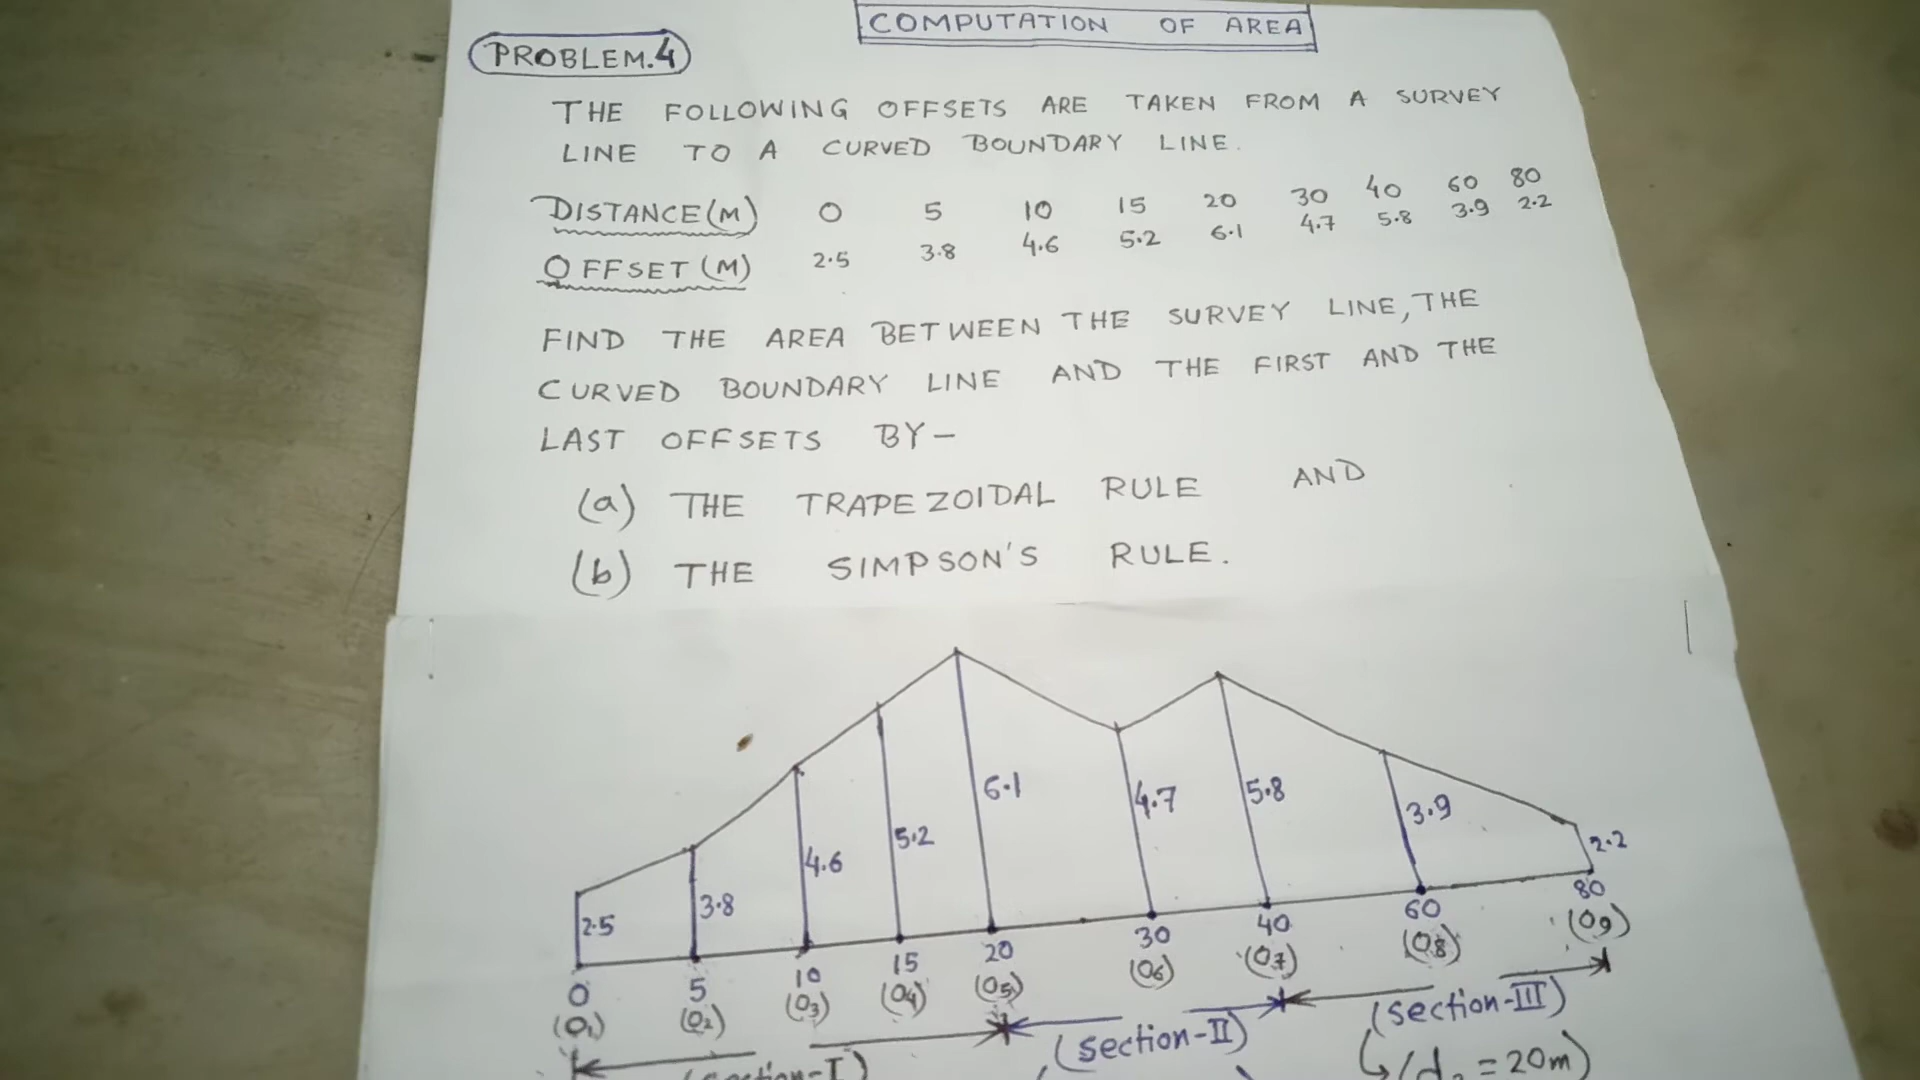 COMPUTATION OF AREA
PROBLEM.4
THE FOLLOWING OFFSETS ARE TAKEN FROM A SURVEY
LINE TO A CURVED BOUNDARY LINE.
DISTANCE(M) 0 5 10 15 20 30 40 60 80
OFFSET(M) 2.5 3.8 4.6 5.2 6.1 4.7 5.8 3.9 2.2
FIND THE AREA BETWEEN THE SURVEY LINE, THE
CURVED BOUNDARY LINE AND THE FIRST AND THE
LAST OFFSETS BY-
(a) THE TRAPEZOIDAL RULE AND
(b) THE SIMPSON'S RULE.
2.5 3.8 4.6 5.2 6.1 4.7 5.8 3.9 2.2
0 5 10 15 20 30 40 60 80
(O1) (O2) (O3) (O4) (O5) (O6) (O7) (O8) (O9)
(section-I) (section-II) (section-III)
= 20m)